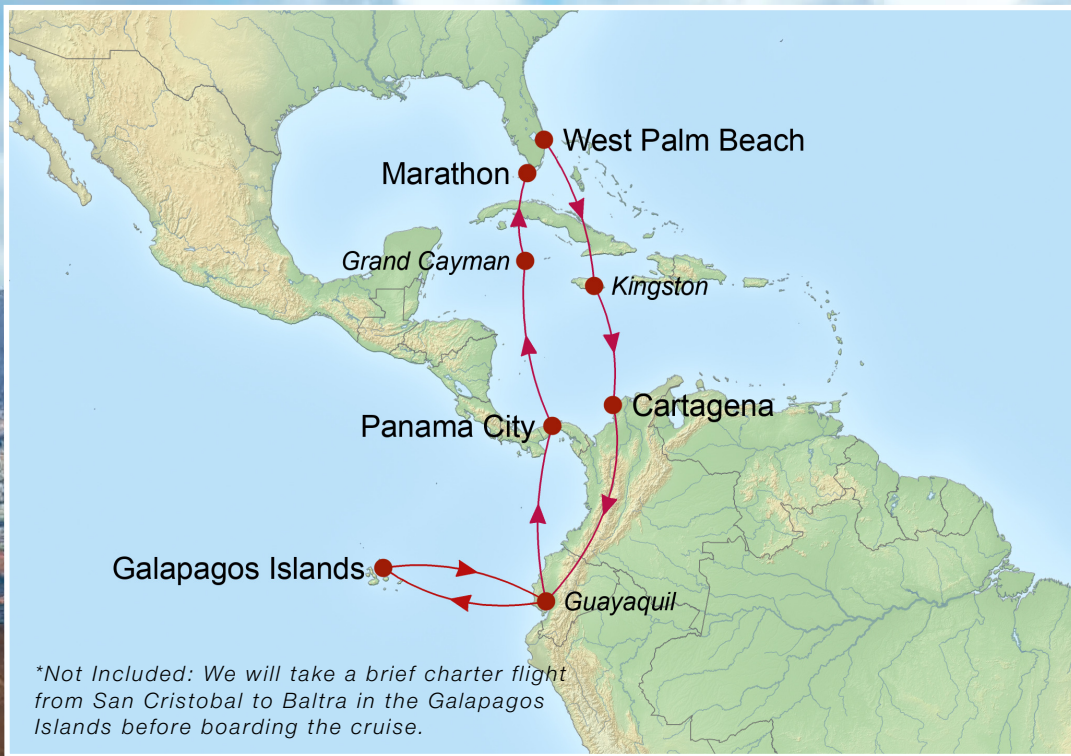 West Palm Beach
Marathon
Grand Cayman
Kingston
Cartagena
Panama City
Galapagos Islands
Guayaquil
*Not Included: We will take a brief charter flight
from San Cristobal to Baltra in the Galapagos
Islands before boarding the cruise.